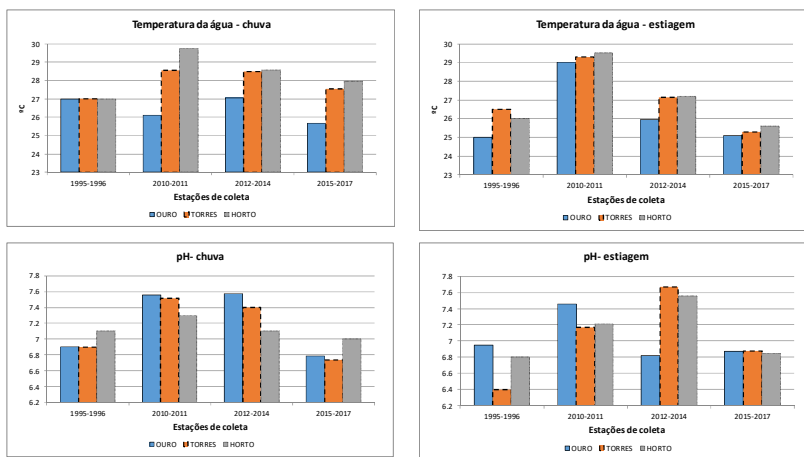 Temperatura da água - chuva
30
29
28
27
26
25
24
23
ºC
1995-1996 2010-2011 2012-2014 2015-2017
Estações de coleta
OURO TORRES HORTO
Temperatura da água - estiagem
30
29
28
27
26
25
24
23
1995-1996 2010-2011 2012-2014 2015-2017
Estações de coleta
OURO TORRES HORTO
pH- chuva
7.8
7.6
7.4
7.2
7
6.8
6.6
6.4
6.2
1995-1996 2010-2011 2012-2014 2015-2017
Estações de coleta
OURO TORRES HORTO
pH- estiagem
7.8
7.6
7.4
7.2
7
6.8
6.6
6.4
6.2
1995-1996 2010-2011 2012-2014 2015-2017
Estações de coleta
OURO TORRES HORTO